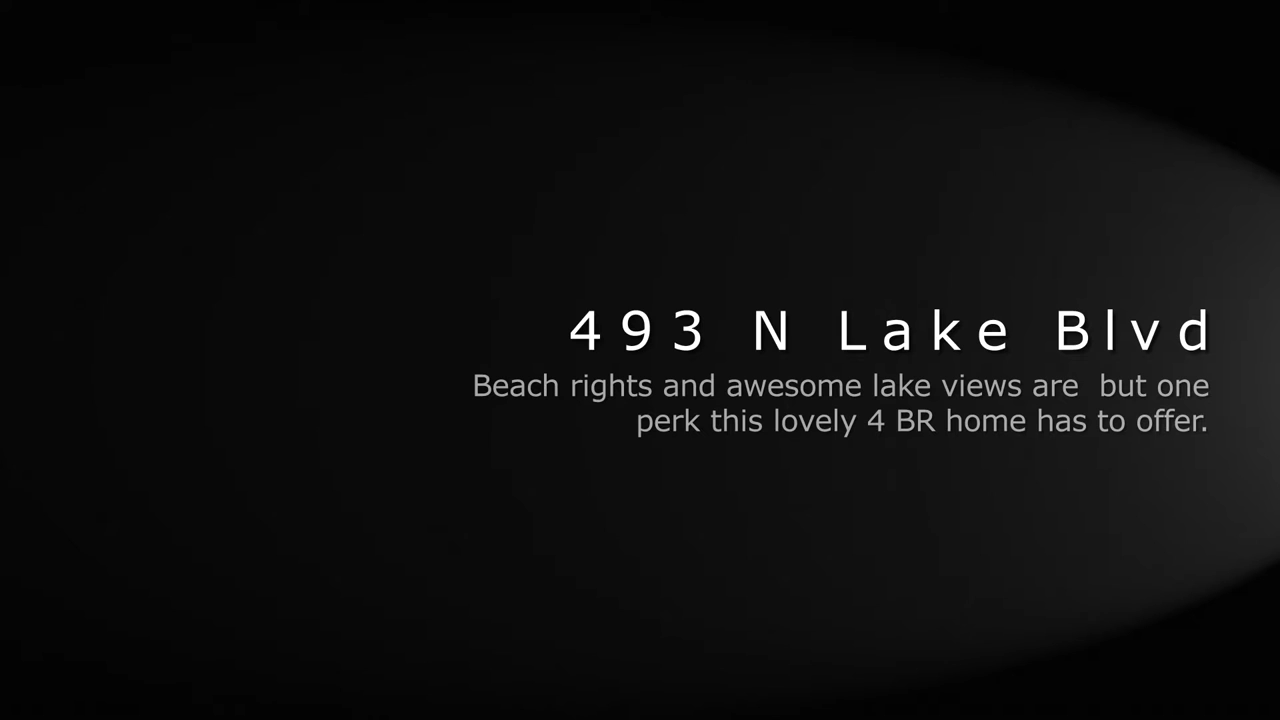 493 N Lake Blvd
Beach rights and awesome lake views are  but one
perk this lovely 4 BR home has to offer.